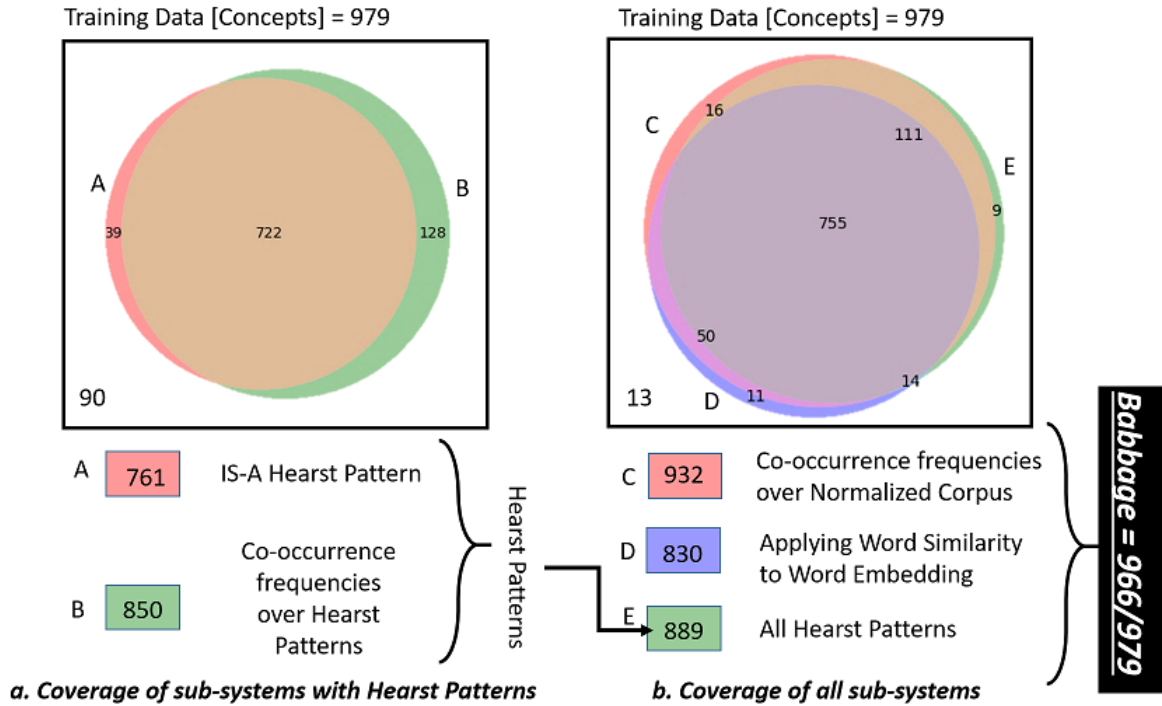 Training Data [Concepts] = 979
A
B
39
722
128
90
A
761
IS-A Hearst Pattern
B
850
Co-occurrence
frequencies
over Hearst
Patterns
Hearst Patterns
a. Coverage of sub-systems with Hearst Patterns
Training Data [Concepts] = 979
C
16
111
E
9
755
50
14
11
D
13
C
932
Co-occurrence frequencies
over Normalized Corpus
D
830
Applying Word Similarity
to Word Embedding
E
889
All Hearst Patterns
b. Coverage of all sub-systems
Babbage = 966/979